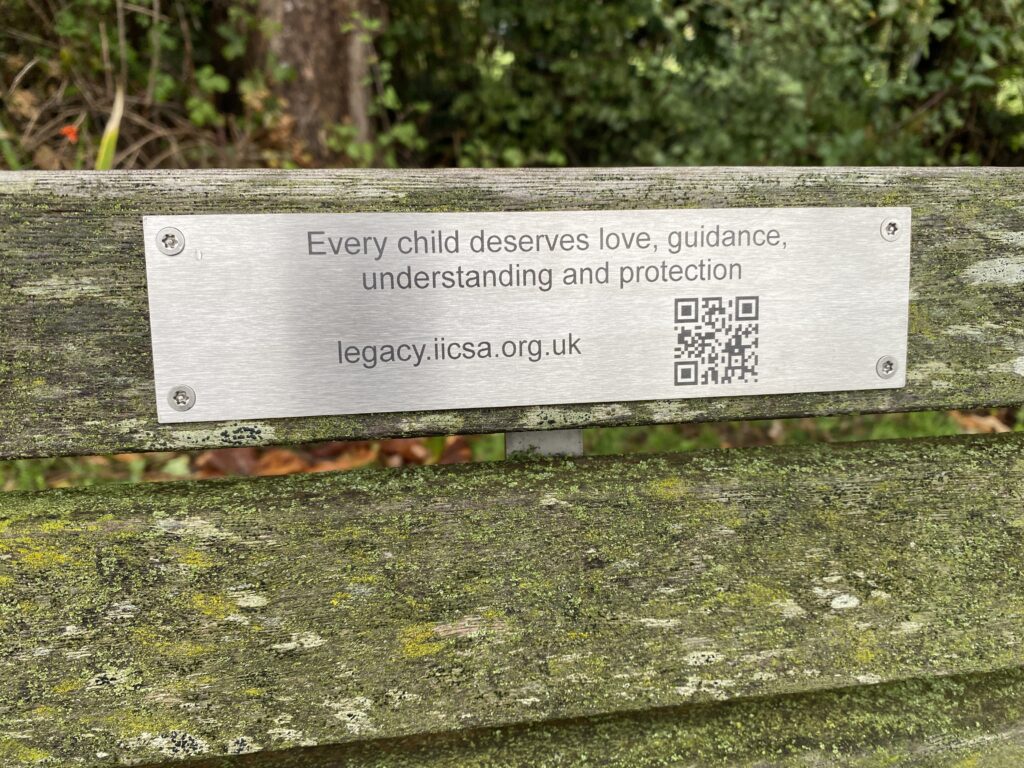 Every child deserves love, guidance,
understanding and protection
legacy.iicsa.org.uk